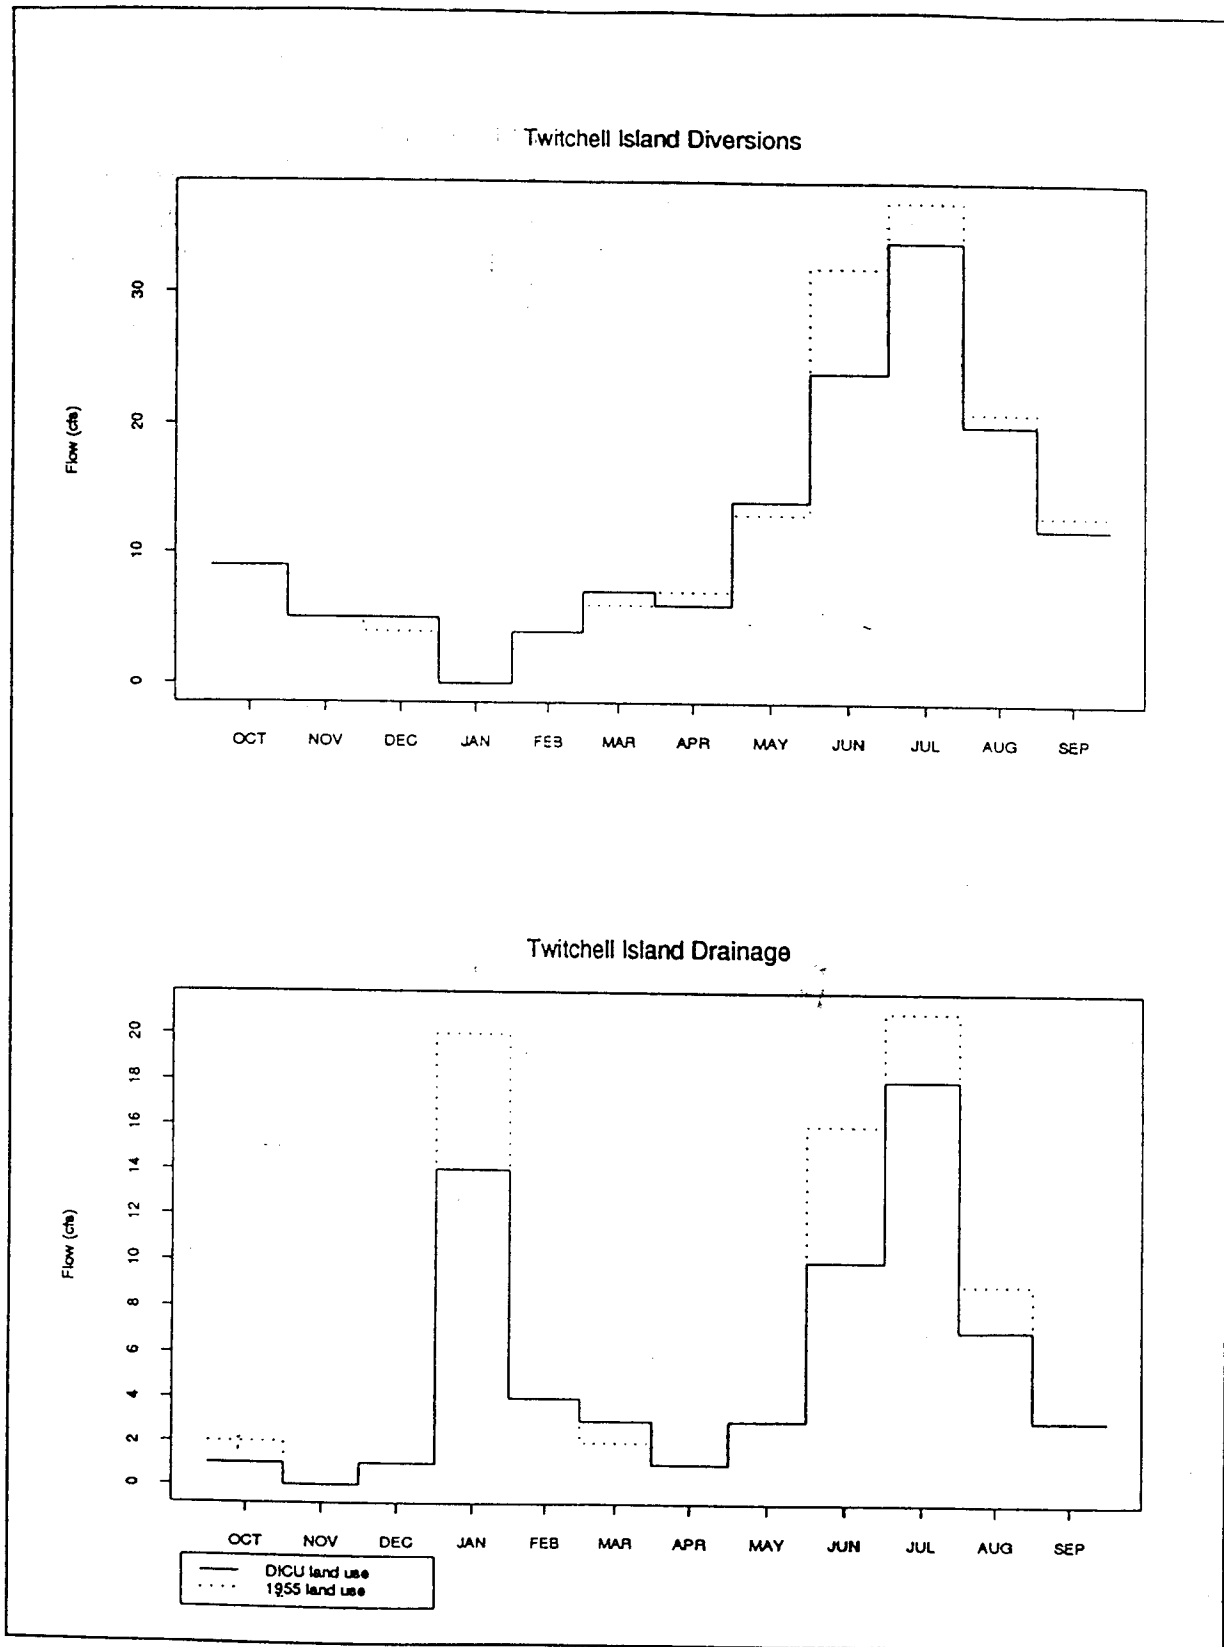 Twitchell Island Diversions
30
20
10
0
Flow (cfs)
OCT NOV DEC JAN FEB MAR APR MAY JUN JUL AUG SEP
Twitchell Island Drainage
20
18
16
14
12
10
8
6
4
2
0
Flow (cfs)
OCT NOV DEC JAN FEB MAR APR MAY JUN JUL AUG SEP
DICU land use
1955 land use